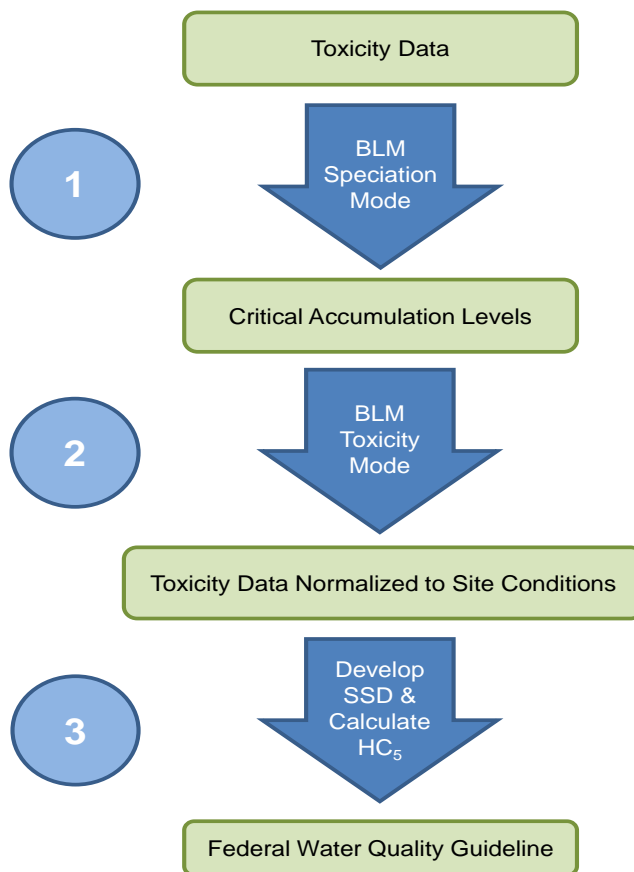 Toxicity Data
1
BLM
Speciation
Mode
Critical Accumulation Levels
2
BLM
Toxicity
Mode
Toxicity Data Normalized to Site Conditions
3
Develop
SSD &
Calculate
HC₅
Federal Water Quality Guideline